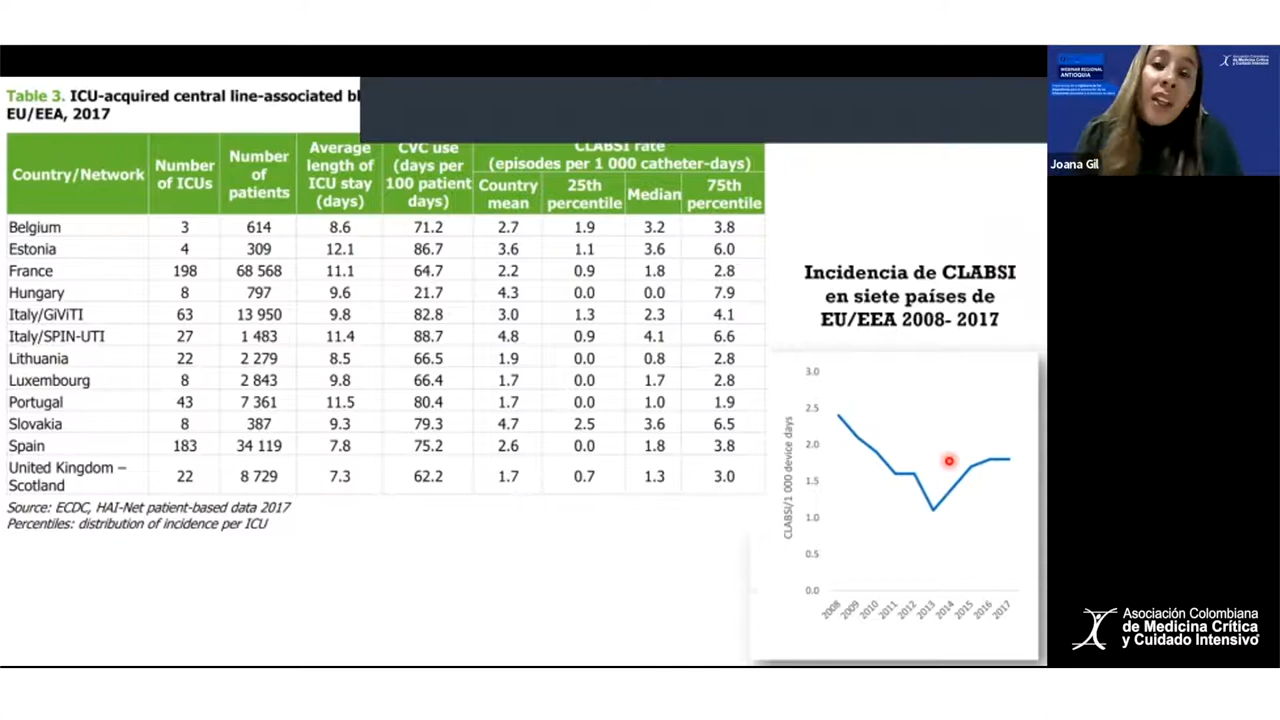 Table 3. ICU-acquired central line-associated
EU/EEA, 2017
Country/Network Number of ICUs Number of patients Average length of ICU stay (days) CVC use (days per 100 patient days) CLABSI rate (episodes per 1 000 catheter-days)
Country mean 25th percentile Median 75th percentile
Belgium 3 614 8.6 71.2 2.7 1.9 3.2 3.8
Estonia 4 309 12.1 86.7 3.6 1.1 3.6 6.0
France 198 68 568 11.1 64.7 2.2 0.9 1.8 2.8
Hungary 8 797 9.6 21.7 4.3 0.0 0.0 7.9
Italy/GiViTI 63 13 950 9.8 82.8 3.0 1.3 2.3 4.1
Italy/SPIN-UTI 27 1 483 11.4 88.7 4.8 0.9 4.1 6.6
Lithuania 22 2 279 8.5 66.5 1.9 0.0 0.8 2.8
Luxembourg 8 2 843 9.8 66.4 1.7 0.0 1.7 2.8
Portugal 43 7 361 11.5 80.4 1.7 0.0 1.0 1.9
Slovakia 8 387 9.3 79.3 4.7 2.5 3.6 6.5
Spain 183 34 119 7.8 75.2 2.6 0.0 1.8 3.8
United Kingdom –
Scotland 22 8 729 7.3 62.2 1.7 0.7 1.3 3.0
Source: ECDC, HAI-Net patient-based data 2017
Percentiles: distribution of incidence per ICU
Incidencia de CLABSI
en siete países de
EU/EEA 2008- 2017
CLABSI/1 000 device days
3.0
2.5
2.0
1.5
1.0
0.5
0.0
2008 2009 2010 2011 2012 2013 2014 2015 2016 2017
WEBINAR REGIONAL
ANTIOQUIA
Asociación Colombiana
de Medicina Crítica
y Cuidado Intensivo
Joana Gil
Asociación Colombiana
de Medicina Crítica
y Cuidado Intensivo